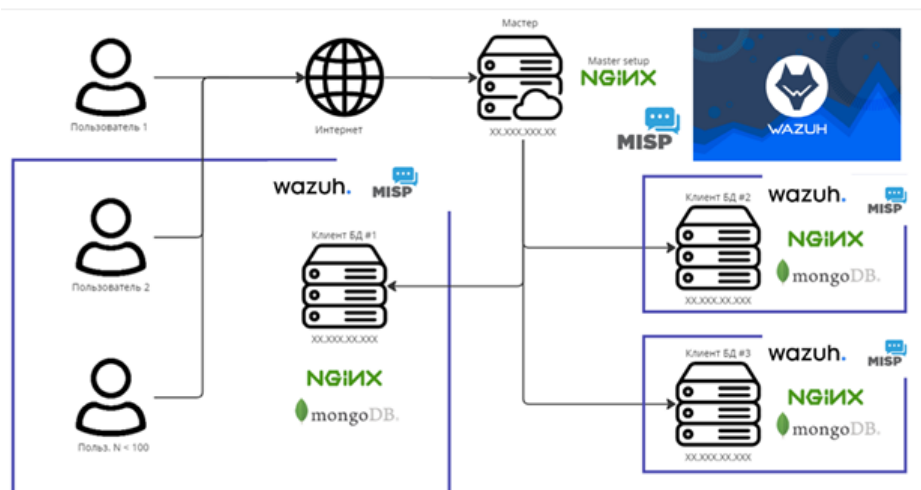 Мастер
Master setup
NGINX
Пользователь 1
Интернет
XX.XXX.XXX.XX
MISP
WAZUH
wazuh.
MISP
Клиент БД #1
Пользователь 2
XX.XXX.XX.XXX
NGINX
mongoDB.
Польз. N < 100
Клиент БД #2
wazuh.
MISP
NGINX
mongoDB.
XX.XXX.XX.XXX
Клиент БД #3
wazuh.
MISP
NGINX
mongoDB.
XX.XXX.XX.XXX